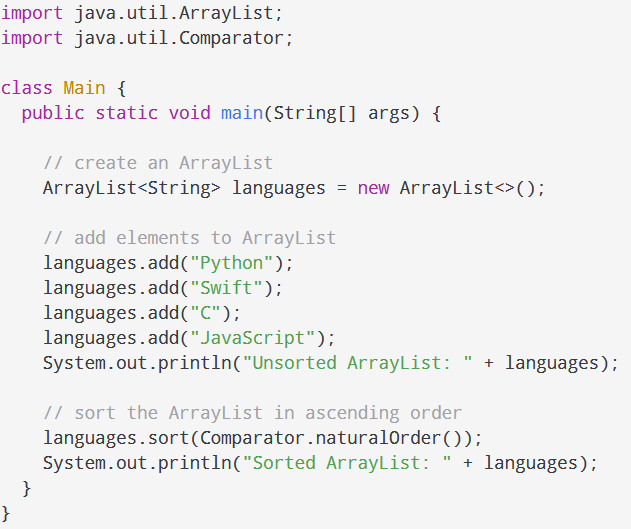 import java.util.ArrayList;
import java.util.Comparator;
class Main {
public static void main(String[] args) {
// create an ArrayList
ArrayList<String> languages = new ArrayList<>();
// add elements to ArrayList
languages.add("Python");
languages.add("Swift");
languages.add("C");
languages.add("JavaScript");
System.out.println("Unsorted ArrayList: " + languages);
// sort the ArrayList in ascending order
languages.sort(Comparator.naturalOrder());
System.out.println("Sorted ArrayList: " + languages);
}
}